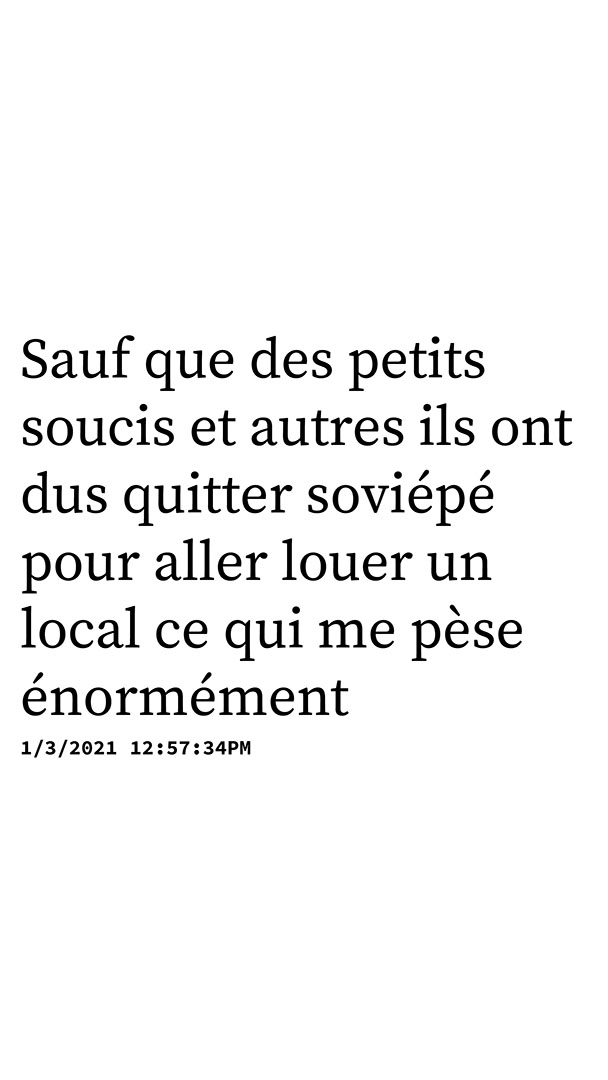 Sauf que des petits
soucis et autres ils ont
dus quitter soviépé
pour aller louer un
local ce qui me pèse
énormément
1/3/2021 12:57:34PM